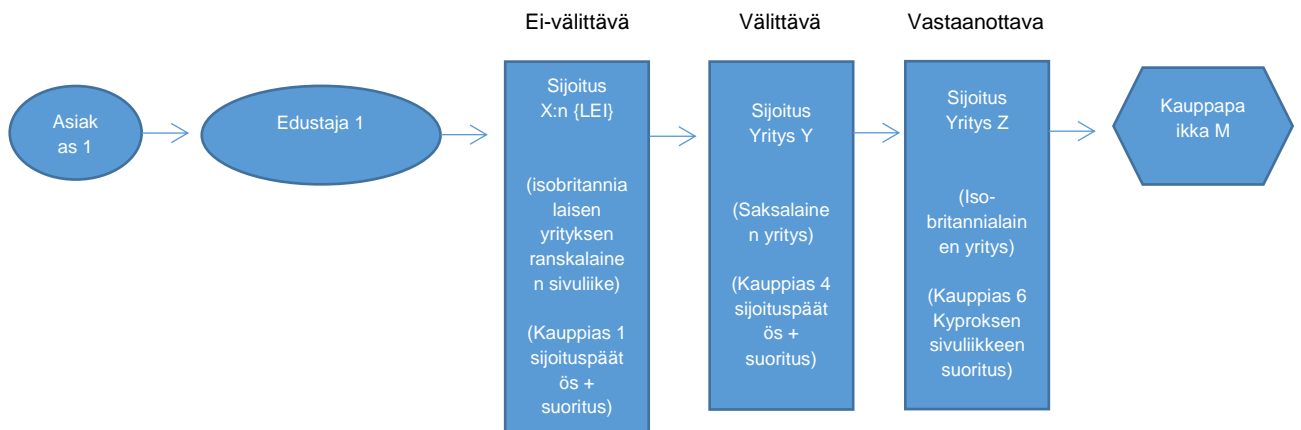 Ei-välittävä
Välittävä
Vastaanottava
Asiak
as 1
Edustaja 1
Sijoitus
X:n {LEI}
(isobritannia
laisen
yrityksen
ranskalaine
n sivuliike)
(Kauppias 1
sijoituspäät
ös +
suoritus)
Sijoitus
Yritys Y
(Saksalaine
n yritys)
(Kauppias 4
sijoituspäät
ös +
suoritus)
Sijoitus
Yritys Z
(Iso-
britannialain
en yritys)
(Kauppias 6
Kyproksen
sivuliikkeen
suoritus)
Kauppapa
ikka M